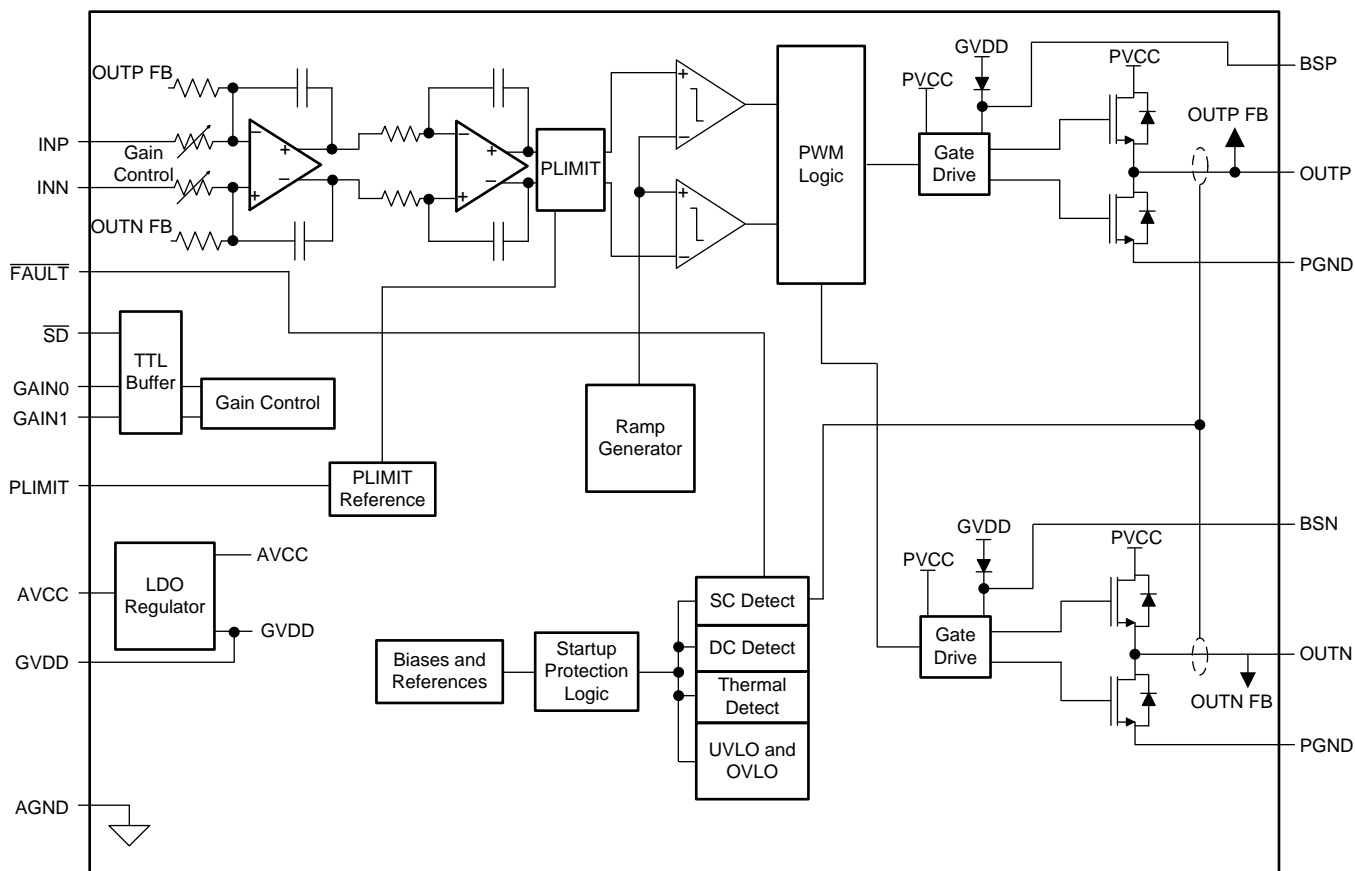 GVDD
BSP
OUTP FB
PVCC
PVCC
OUTP FB
INP
Gain
Control
PLIMIT
PWM
Logic
Gate
Drive
OUTP
INN
OUTN FB
FAULT
PGND
SD
TTL
Buffer
GAIN0
Gain Control
GAIN1
Ramp
Generator
PLIMIT
PLIMIT
Reference
BSN
GVDD
PVCC
PVCC
AVCC
AVCC
LDO
Regulator
GVDD
GVDD
SC Detect
DC Detect
Thermal
Detect
UVLO and
OVLO
Biases and
References
Startup
Protection
Logic
Gate
Drive
OUTN
OUTN FB
PGND
AGND